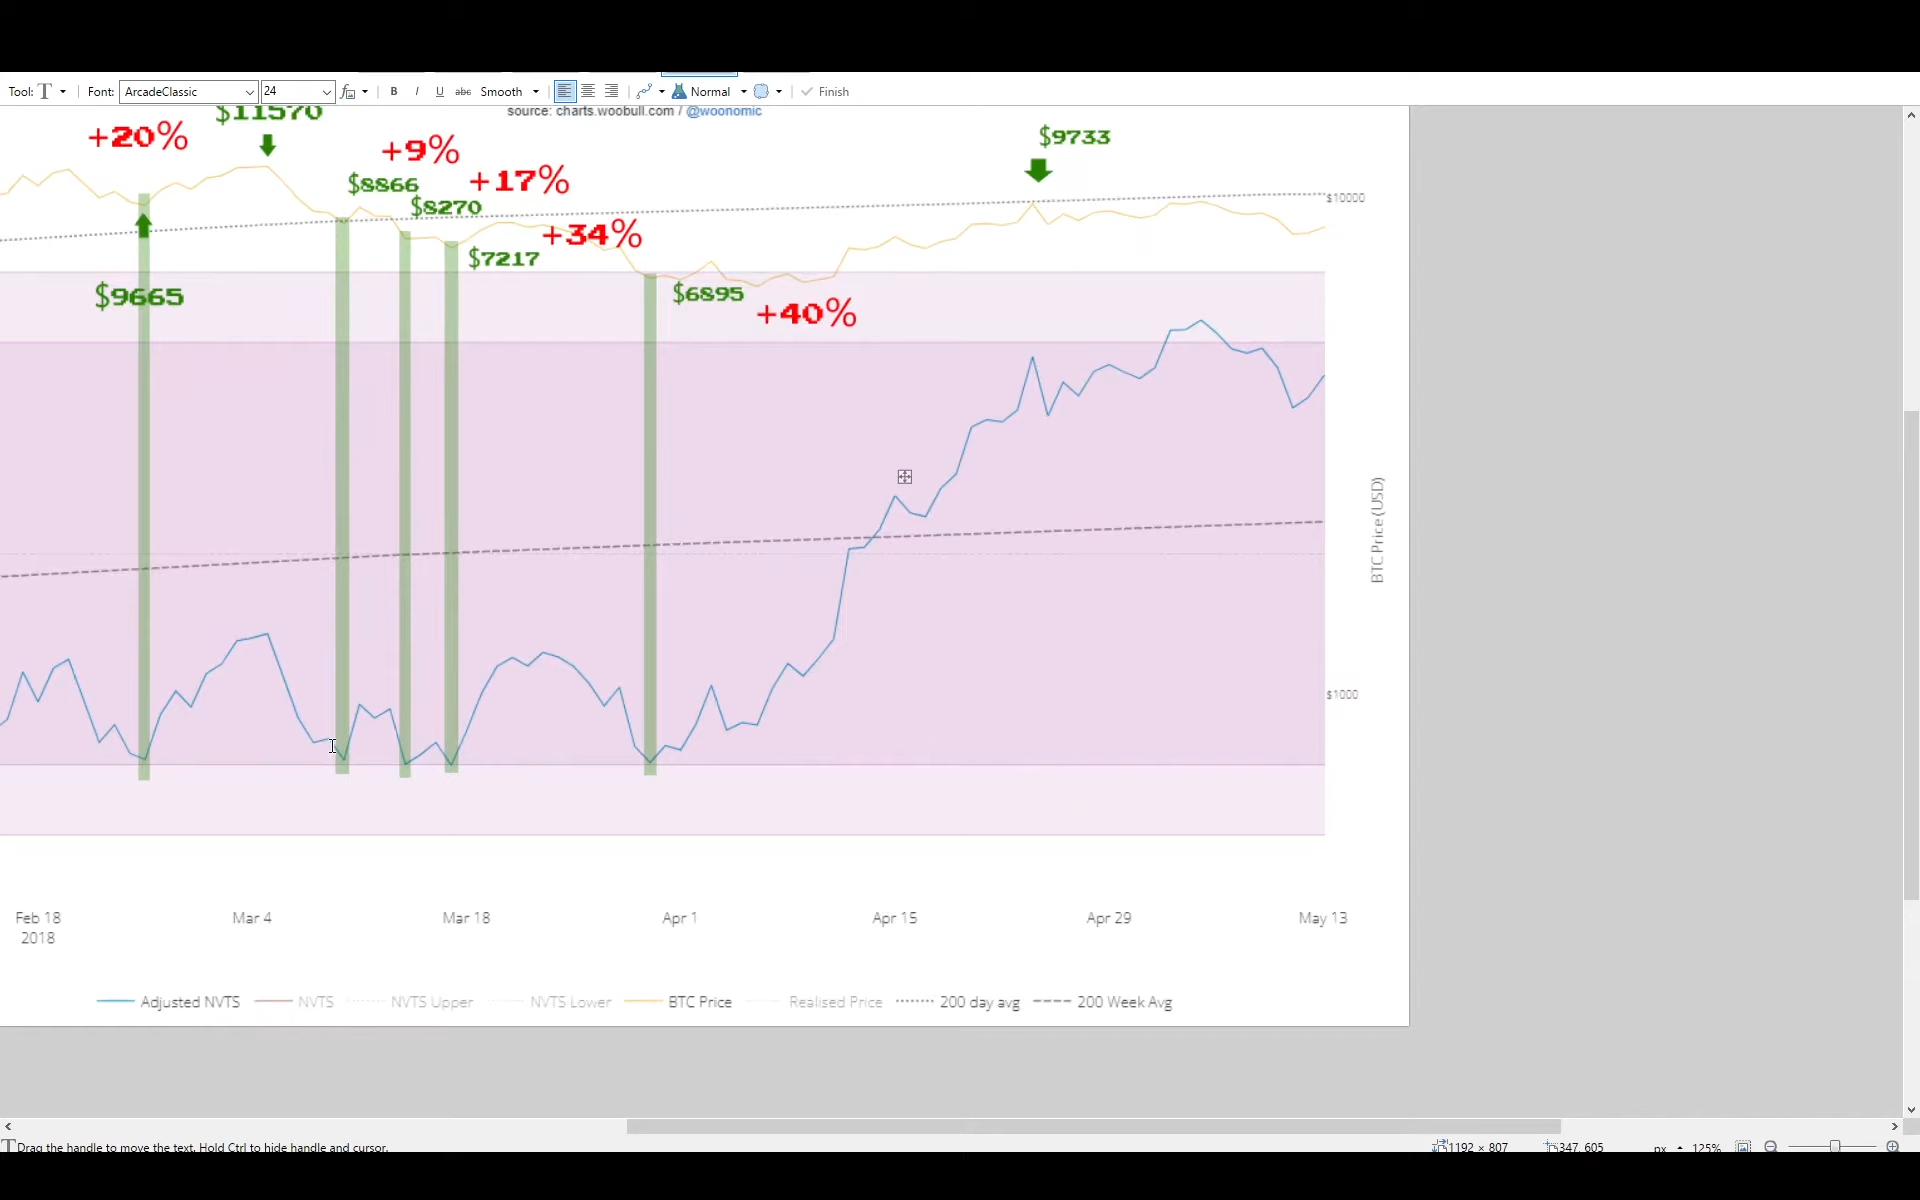 Tool: T Font: ArcadeClassic 24 fx B I U abc Smooth Normal Finish
$11570
source: charts.woobull.com / @woonomic
+20%
$9733
+9%
+17%
$8866
$10000
$8270
+34%
$7217
$9665
$6895
+40%
BTC Price (USD)
$1000
Feb 18 Mar 4 Mar 18 Apr 1 Apr 15 Apr 29 May 13
2018
Adjusted NVTS NVTS NVTS Upper NVTS Lower BTC Price Realised Price 200 day avg 200 Week Avg
Drag the handle to move the text. Hold Ctrl to hide handle and cursor. 1192 × 807 347, 605 px 125%